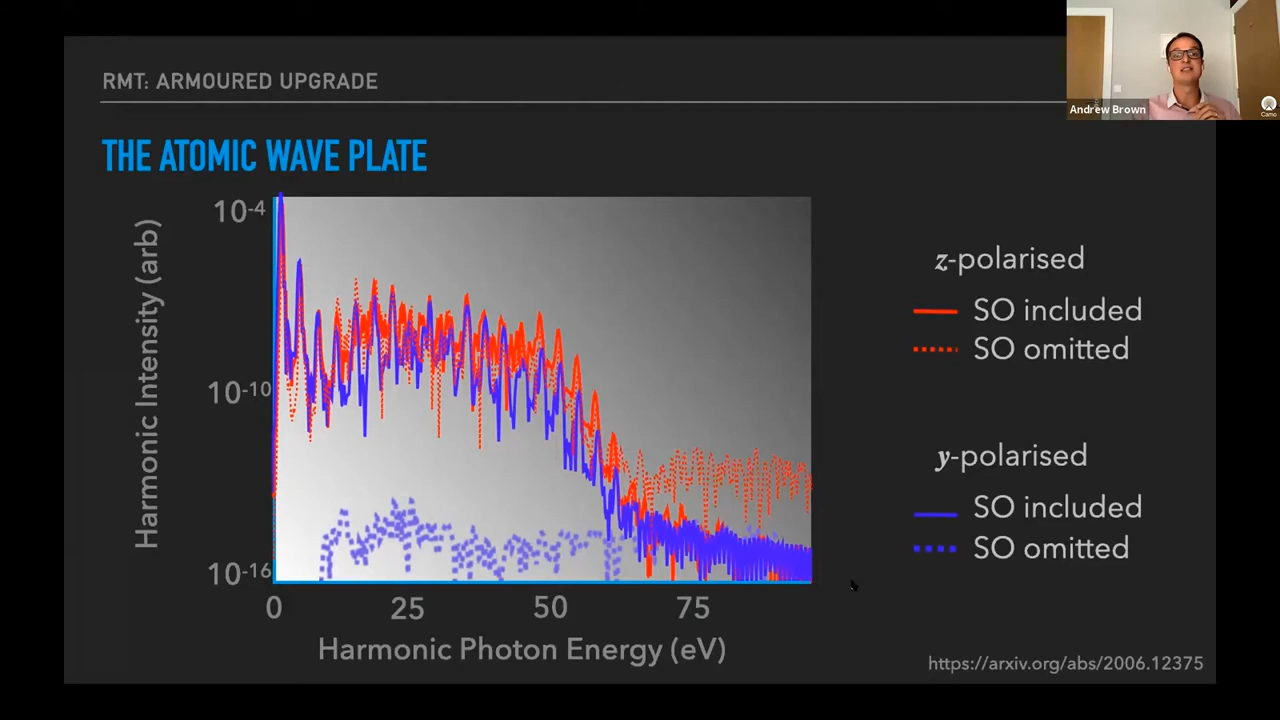 RMT: ARMOURED UPGRADE
Andrew Brown
Camo
THE ATOMIC WAVE PLATE
10-4
10-10
10-16
Harmonic Intensity (arb)
0 25 50 75
Harmonic Photon Energy (eV)
z-polarised
SO included
SO omitted
y-polarised
SO included
SO omitted
https://arxiv.org/abs/2006.12375